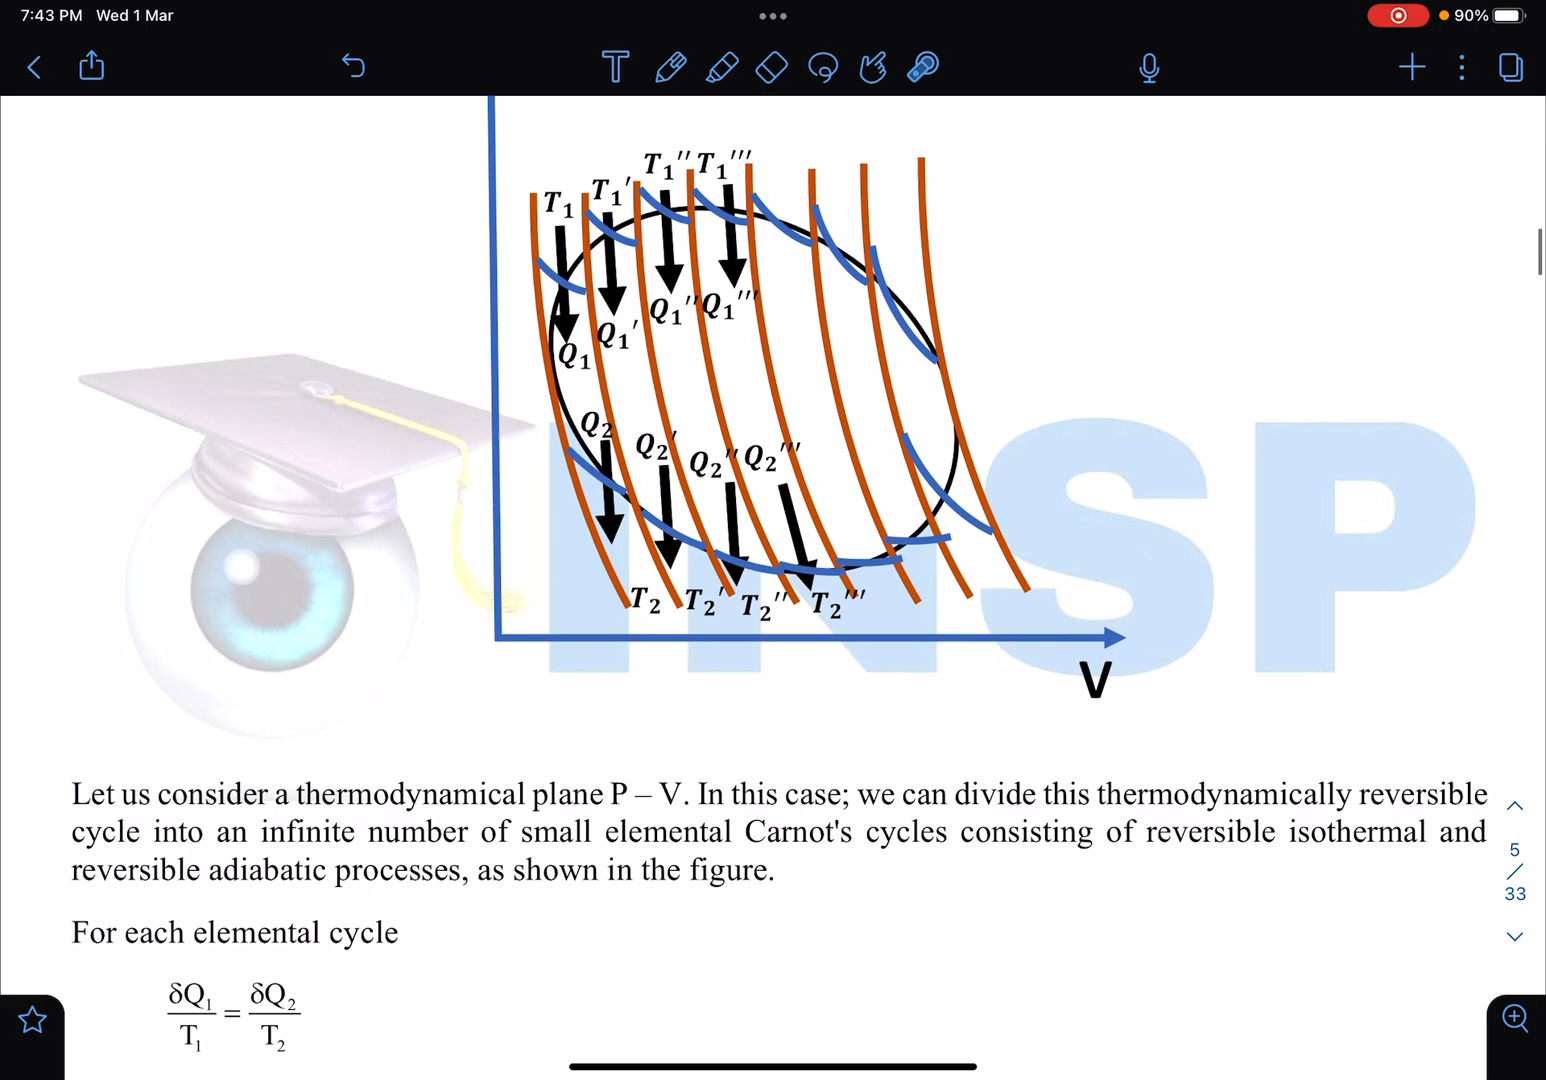 7:43 PM Wed 1 Mar
90%
T₁ T₁′ T₁″ T₁‴
Q₁ Q₁′ Q₁″ Q₁‴
Q₂ Q₂′ Q₂″ Q₂‴
T₂ T₂′ T₂″ T₂‴
V
INSP
Let us consider a thermodynamical plane P – V. In this case; we can divide this thermodynamically reversible
cycle into an infinite number of small elemental Carnot's cycles consisting of reversible isothermal and
reversible adiabatic processes, as shown in the figure.
5
/
33
For each elemental cycle
δQ₁/T₁ = δQ₂/T₂